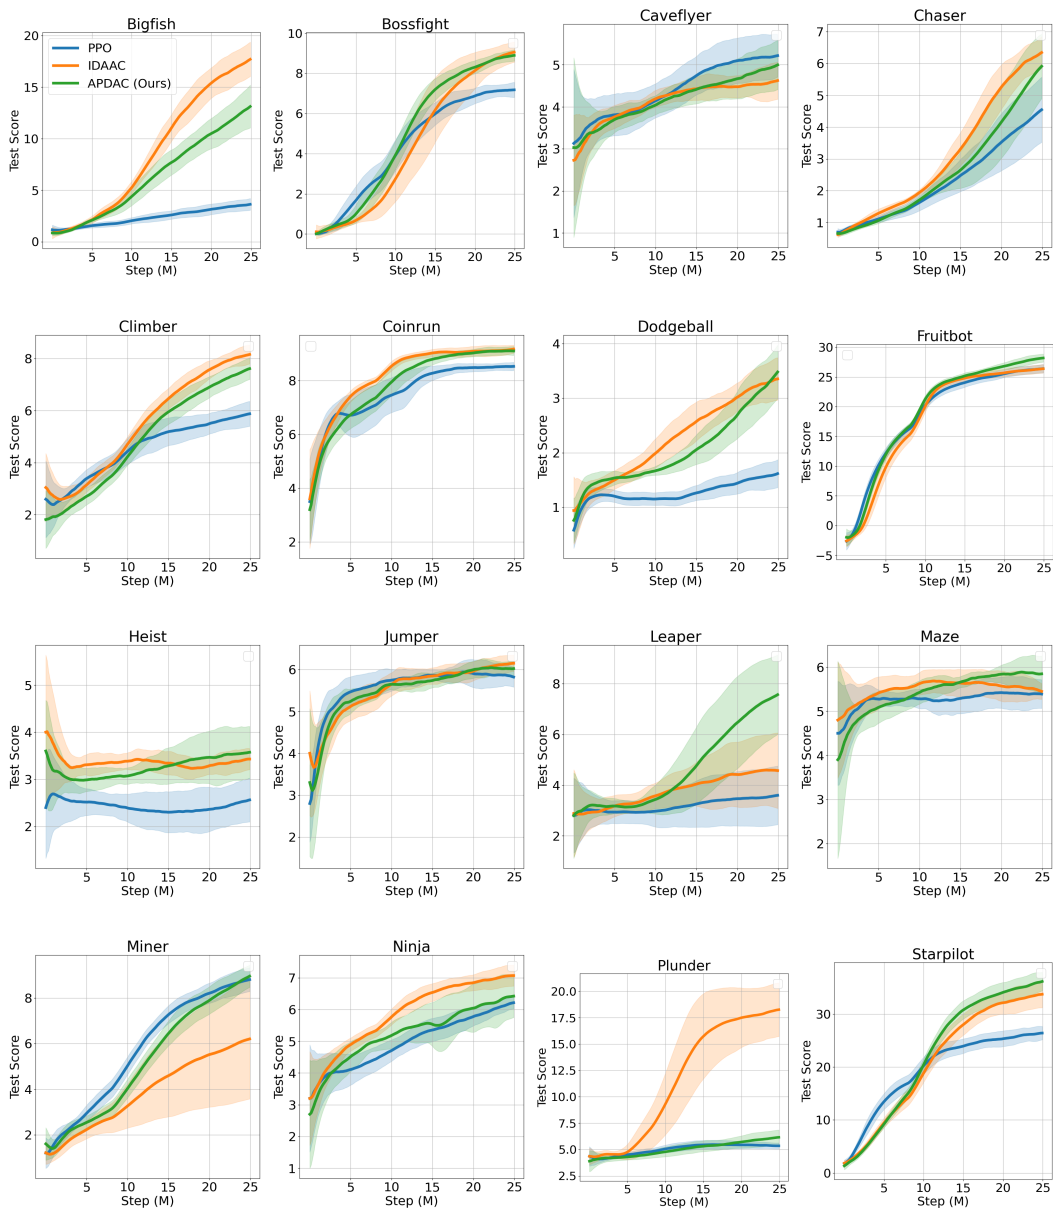 Bigfish
Bossfight
Caveflyer
Chaser
Test Score
20
15
10
5
0
PPO
IDAAC
APDAC (Ours)
5 10 15 20 25
Step (M)
Test Score
10
8
6
4
2
0
5 10 15 20 25
Step (M)
Test Score
6
5
4
3
2
1
5 10 15 20 25
Step (M)
Test Score
7
6
5
4
3
2
1
5 10 15 20 25
Step (M)
Climber
Coinrun
Dodgeball
Fruitbot
Test Score
8
6
4
2
5 10 15 20 25
Step (M)
Test Score
8
6
4
2
5 10 15 20 25
Step (M)
Test Score
4
3
2
1
5 10 15 20 25
Step (M)
Test Score
30
25
20
15
10
5
0
−5
5 10 15 20 25
Step (M)
Heist
Jumper
Leaper
Maze
Test Score
5
4
3
2
5 10 15 20 25
Step (M)
Test Score
6
5
4
3
2
5 10 15 20 25
Step (M)
Test Score
8
6
4
2
5 10 15 20 25
Step (M)
Test Score
6
5
4
3
2
5 10 15 20 25
Step (M)
Miner
Ninja
Plunder
Starpilot
Test Score
8
6
4
2
5 10 15 20 25
Step (M)
Test Score
7
6
5
4
3
2
1
5 10 15 20 25
Step (M)
Test Score
20.0
17.5
15.0
12.5
10.0
7.5
5.0
2.5
5 10 15 20 25
Step (M)
Test Score
30
20
10
0
5 10 15 20 25
Step (M)